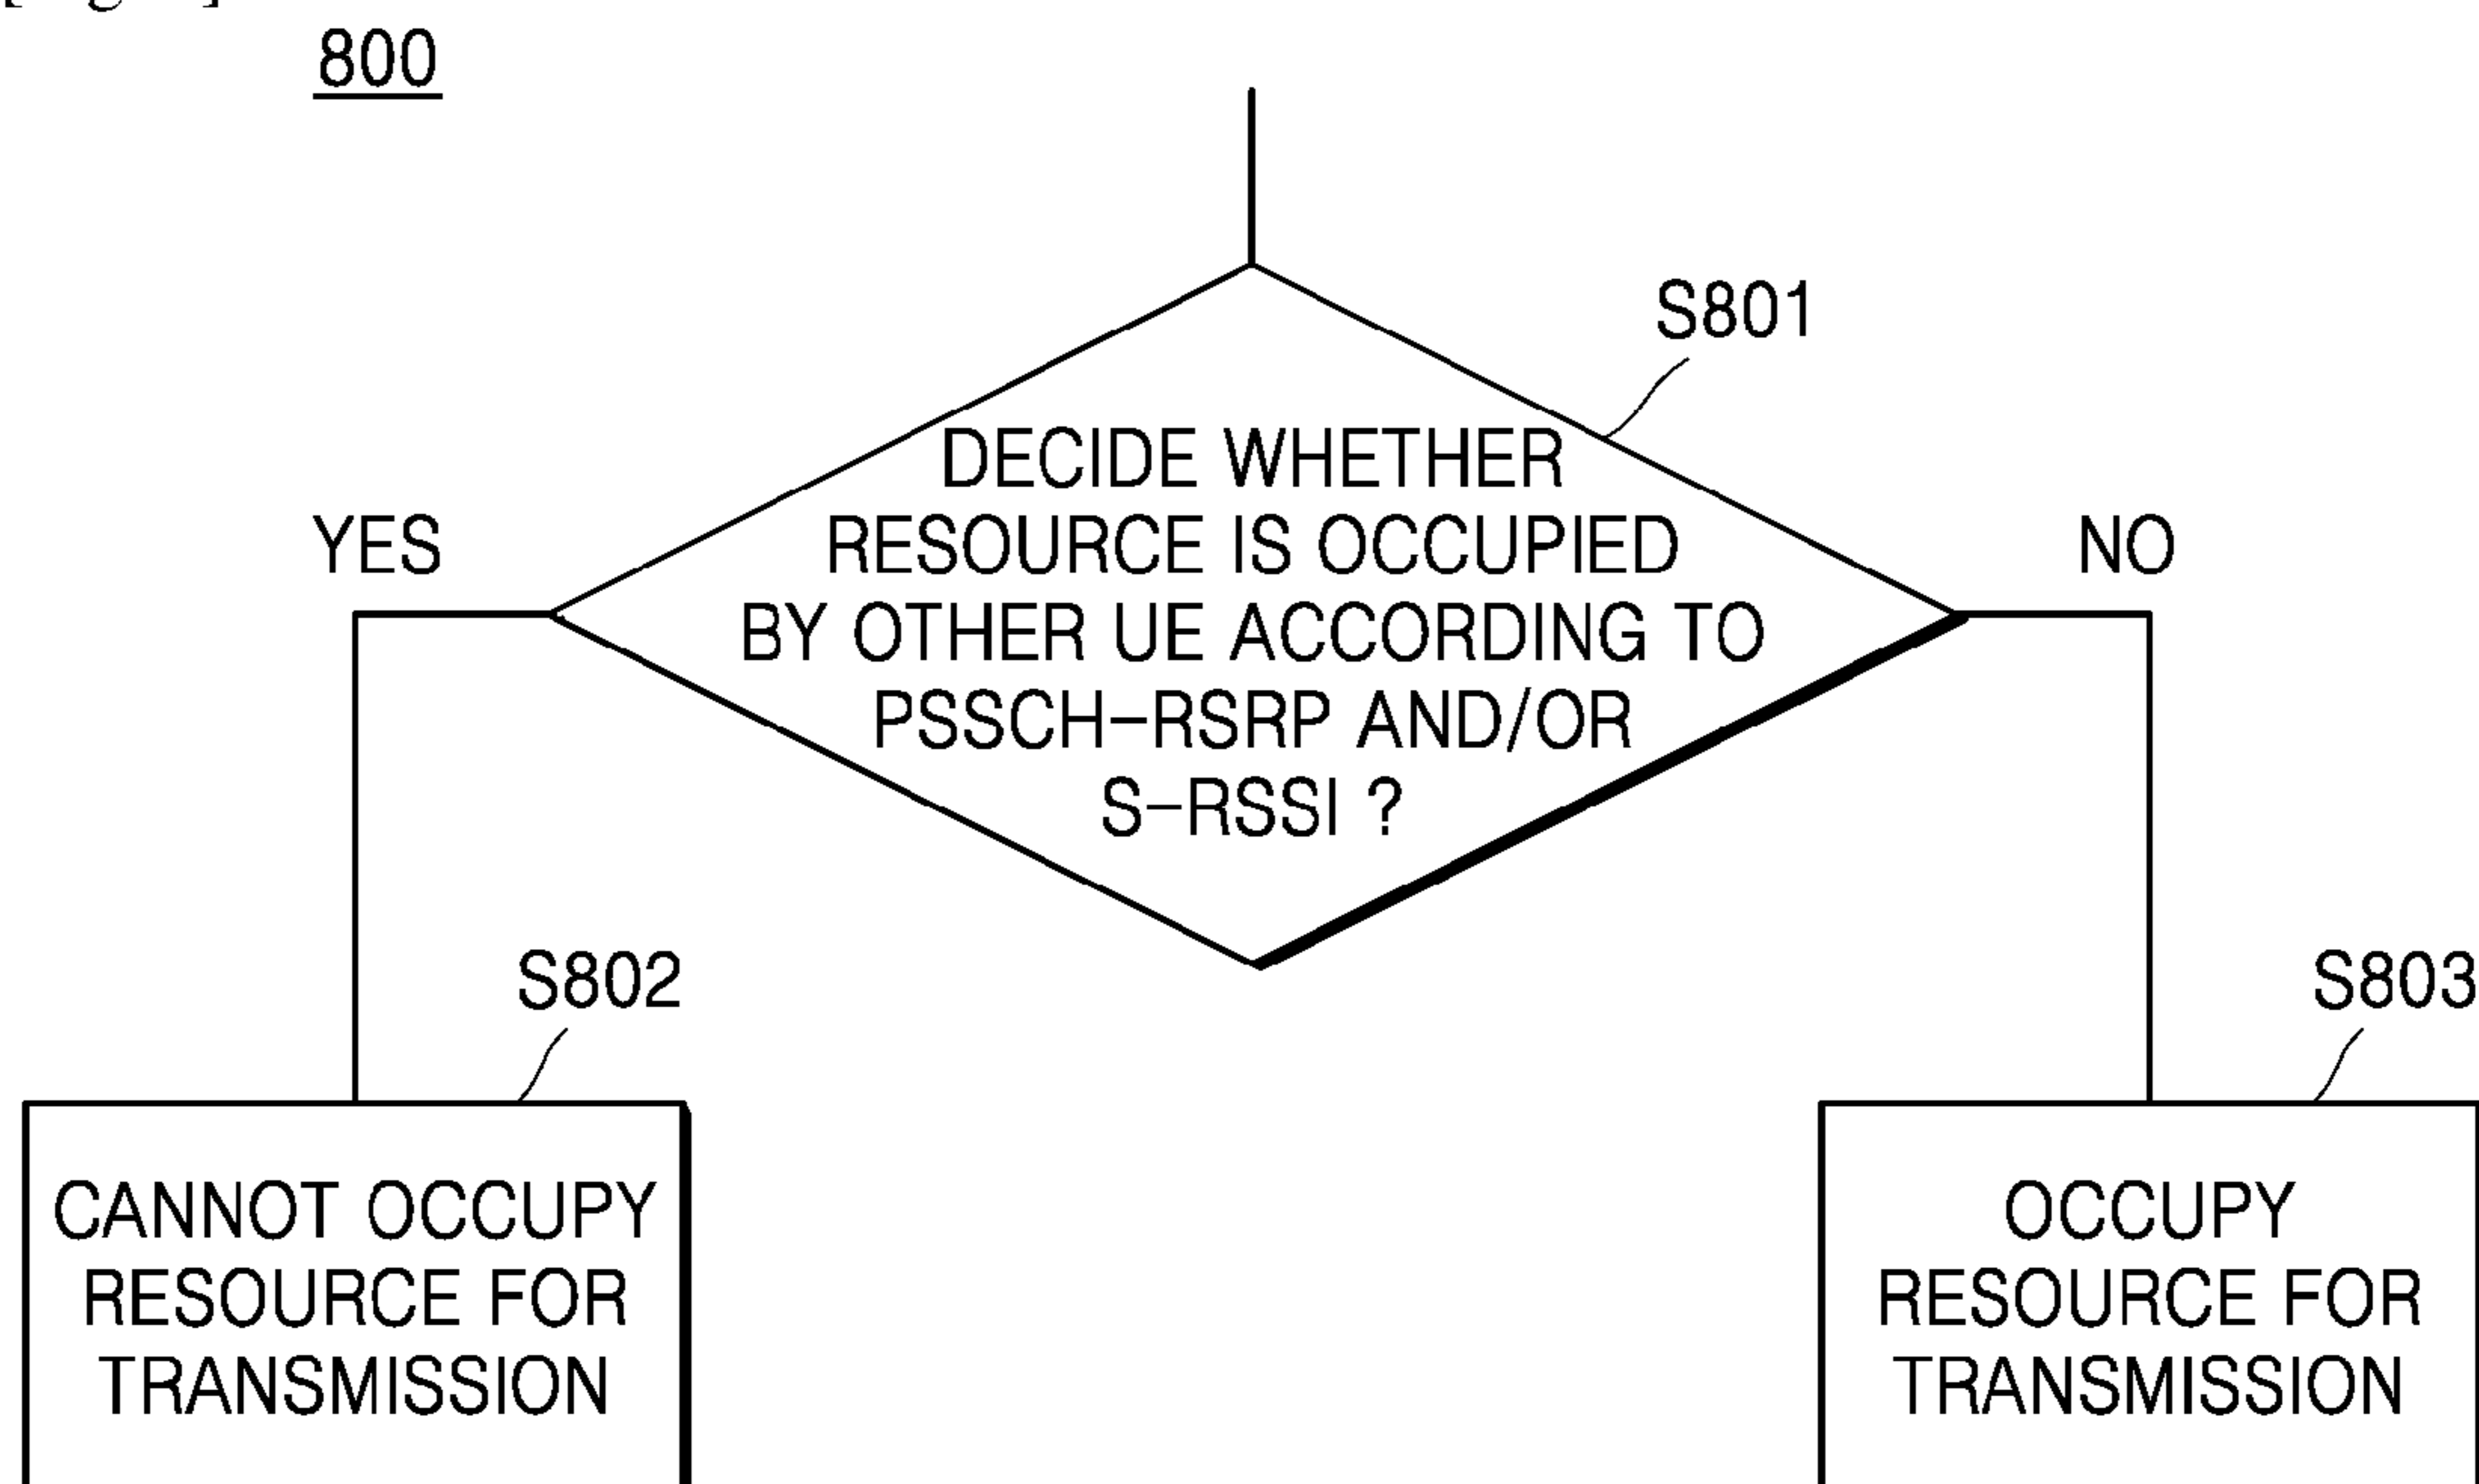 800
S801
DECIDE WHETHER
RESOURCE IS OCCUPIED
BY OTHER UE ACCORDING TO
PSSCH-RSRP AND/OR
S-RSSI ?
YES
NO
S802
S803
CANNOT OCCUPY
RESOURCE FOR
TRANSMISSION
OCCUPY
RESOURCE FOR
TRANSMISSION